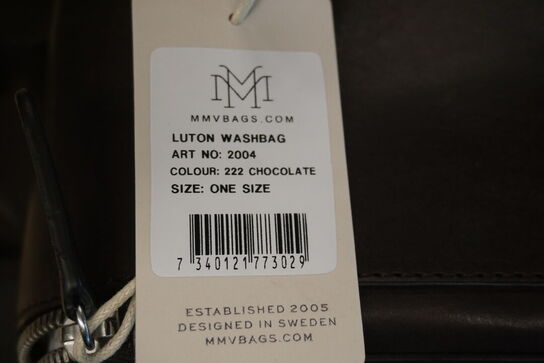 MMVBAGS.COM
LUTON WASHBAG
ART NO: 2004
COLOUR: 222 CHOCOLATE
SIZE: ONE SIZE
7 340121 773029
ESTABLISHED 2005
DESIGNED IN SWEDEN
MMVBAGS.COM